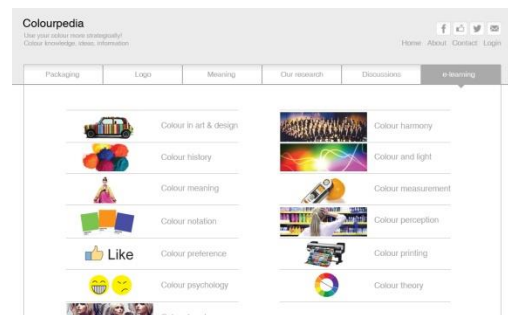 Colourpedia
Use your colour more strategically!
Colour knowledge, ideas, information
Home About Contact Login
Packaging Logo Meaning Our research Discussions e-learning
Colour in art & design Colour harmony
Colour history Colour and light
Colour meaning Colour measurement
Colour notation Colour perception
Like Colour preference Colour printing
Colour psychology Colour theory